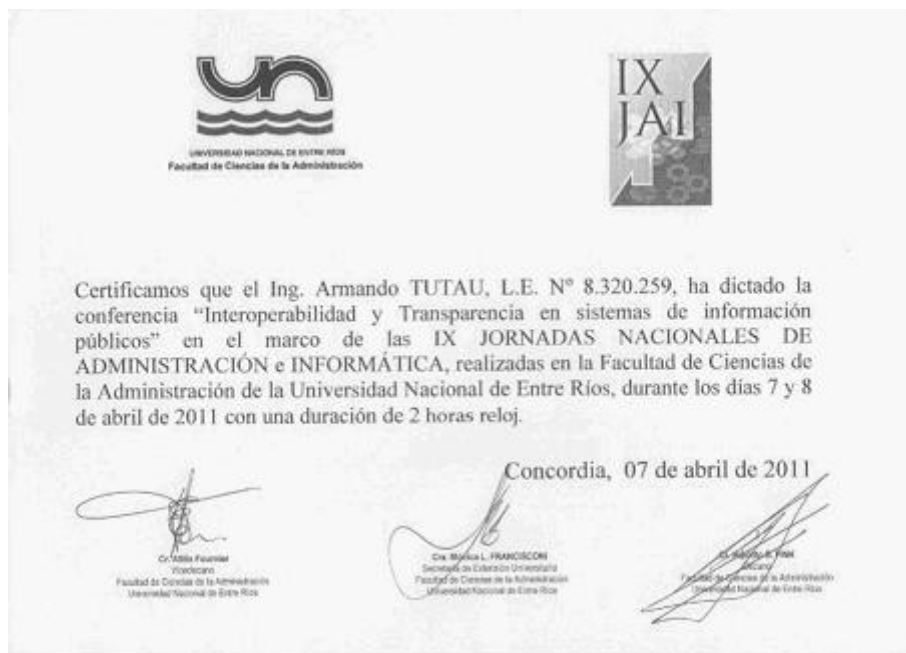 un
UNIVERSIDAD NACIONAL DE ENTRE RÍOS
Facultad de Ciencias de la Administración
IX
JAI
Certificamos que el Ing. Armando TUTAU, L.E. Nº 8.320.259, ha dictado la
conferencia “Interoperabilidad y Transparencia en sistemas de información
públicos” en el marco de las IX JORNADAS NACIONALES DE
ADMINISTRACIÓN e INFORMÁTICA, realizadas en la Facultad de Ciencias de
la Administración de la Universidad Nacional de Entre Ríos, durante los días 7 y 8
de abril de 2011 con una duración de 2 horas reloj.
Concordia, 07 de abril de 2011
Cr. Fournier
Vicedecano
Facultad de Ciencias de la Administración
Universidad Nacional de Entre Ríos
Cra. Mónica L. FRANCISCONI
Secretaria de Extensión Universitaria
Facultad de Ciencias de la Administración
Universidad Nacional de Entre Ríos
Decano
Facultad de Ciencias de la Administración
Universidad Nacional de Entre Ríos